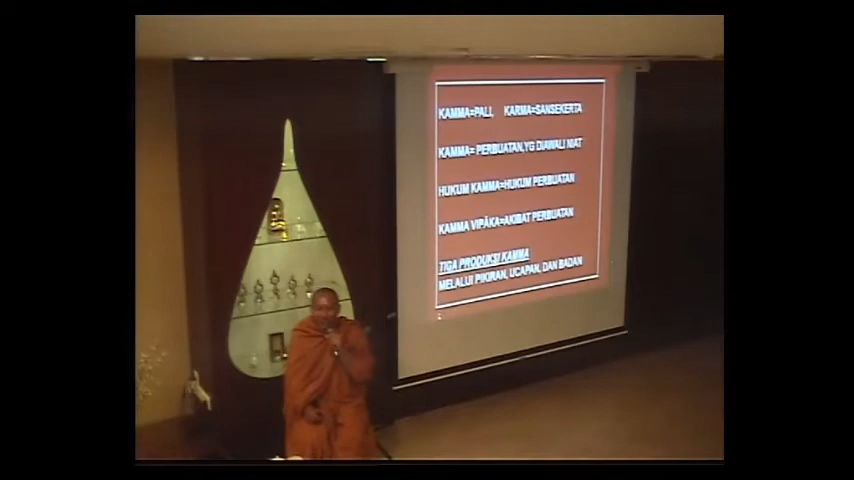 KAMMA=PALI, KARMA=SANSEKERTA
KAMMA= PERBUATAN,YG DIAWALI NIAT
HUKUM KAMMA=HUKUM PERBUATAN
KAMMA VIPĀKA=AKIBAT PERBUATAN
TIGA PRODUKSI KAMMA
MELALUI PIKIRAN, UCAPAN, DAN BADAN